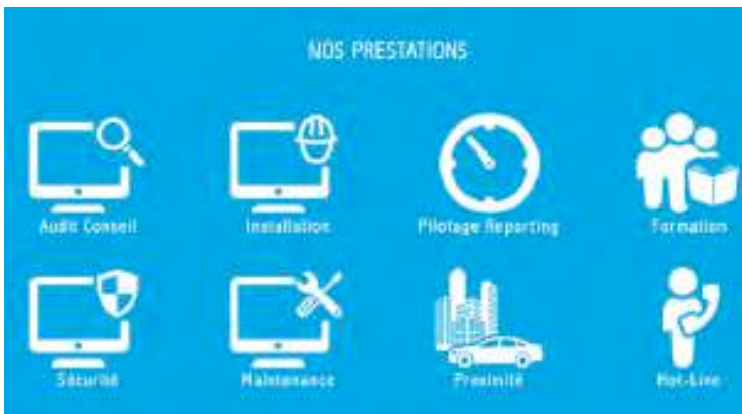 NOS PRESTATIONS
Audit Conseil
Installation
Pilotage Reporting
Formation
Sécurité
Maintenance
Proximité
Hot-Line